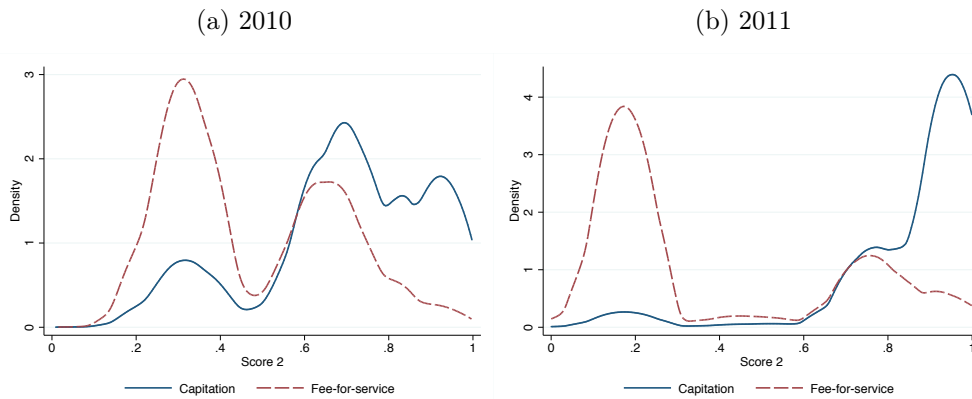 (a) 2010
3
2
1
0
Density
0
.2
.4
.6
.8
1
Score 2
Capitation
Fee-for-service
(b) 2011
4
3
2
1
0
Density
0
.2
.4
.6
.8
1
Score 2
Capitation
Fee-for-service